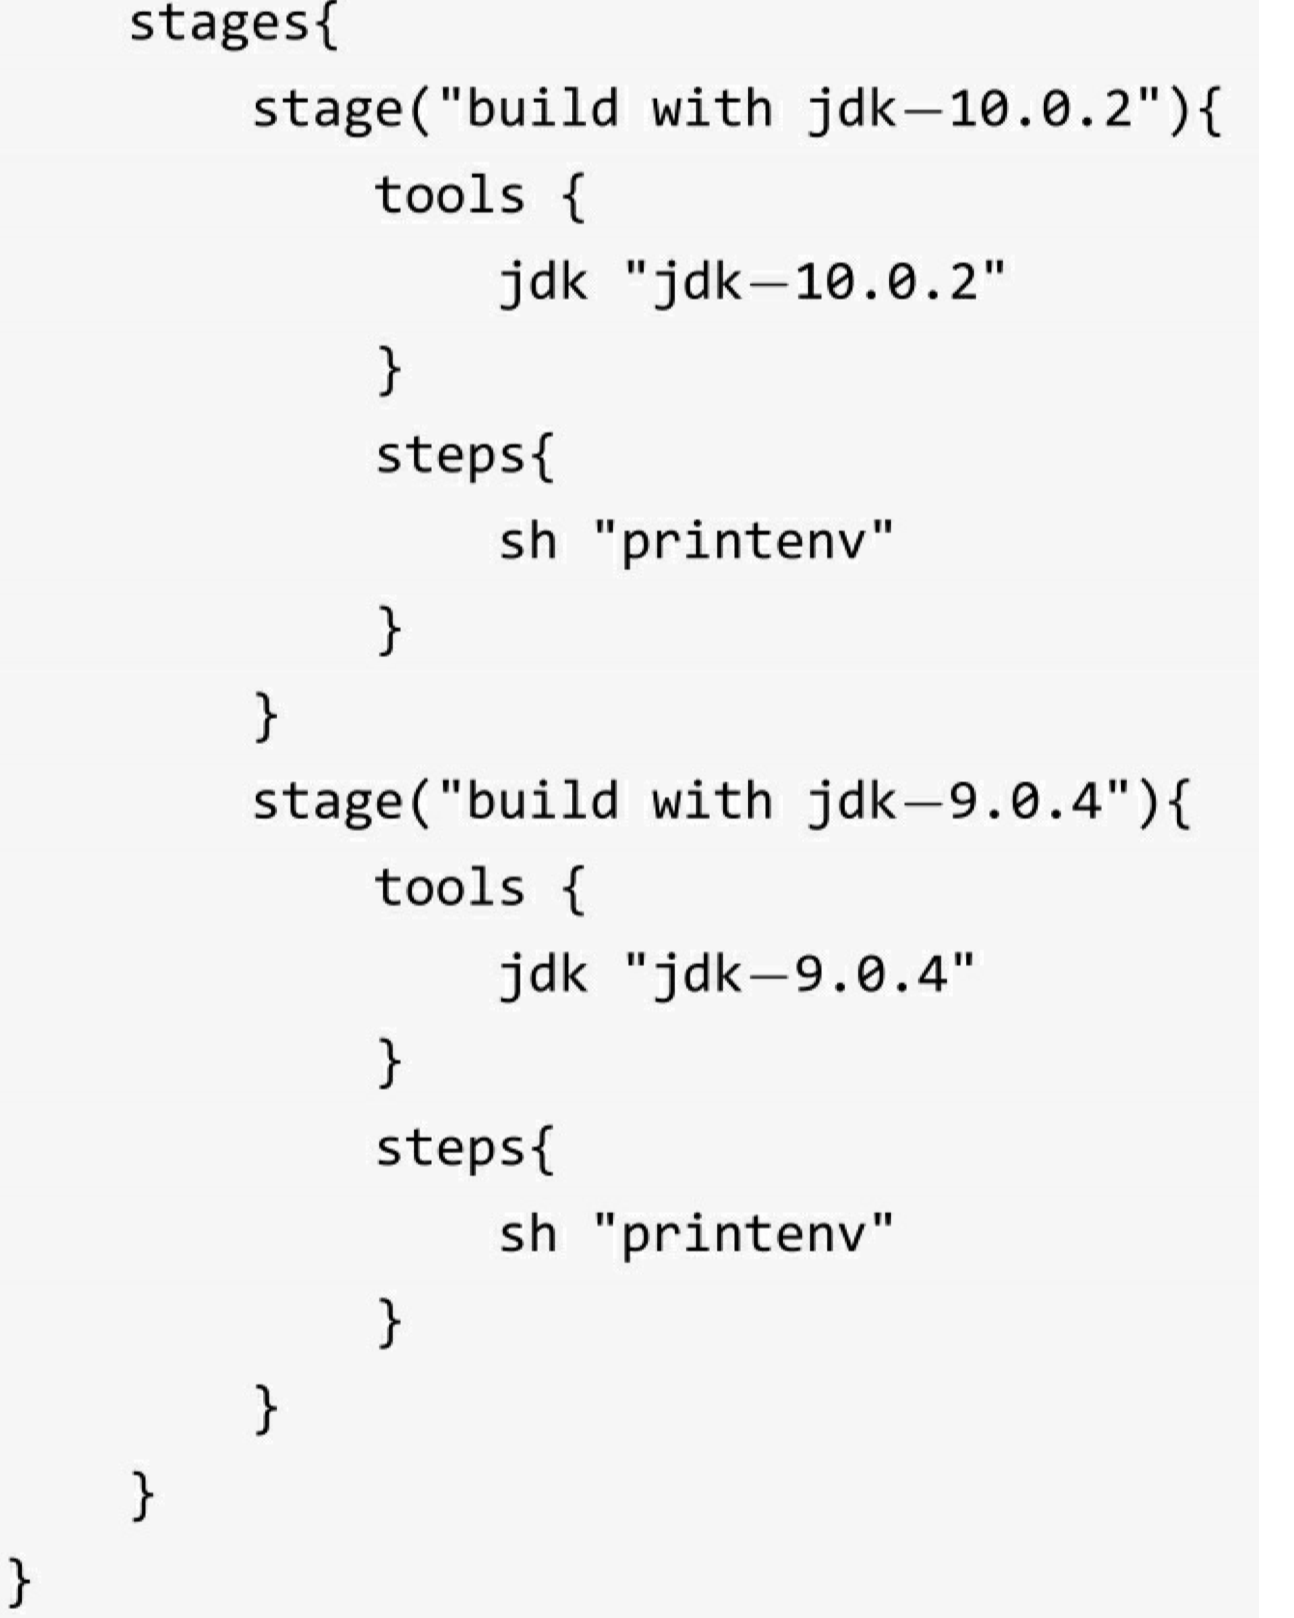 stages{
stage("build with jdk—10.0.2"){
tools {
jdk "jdk—10.0.2"
}
steps{
sh "printenv"
}
}
stage("build with jdk—9.0.4"){
tools {
jdk "jdk—9.0.4"
}
steps{
sh "printenv"
}
}
}
}